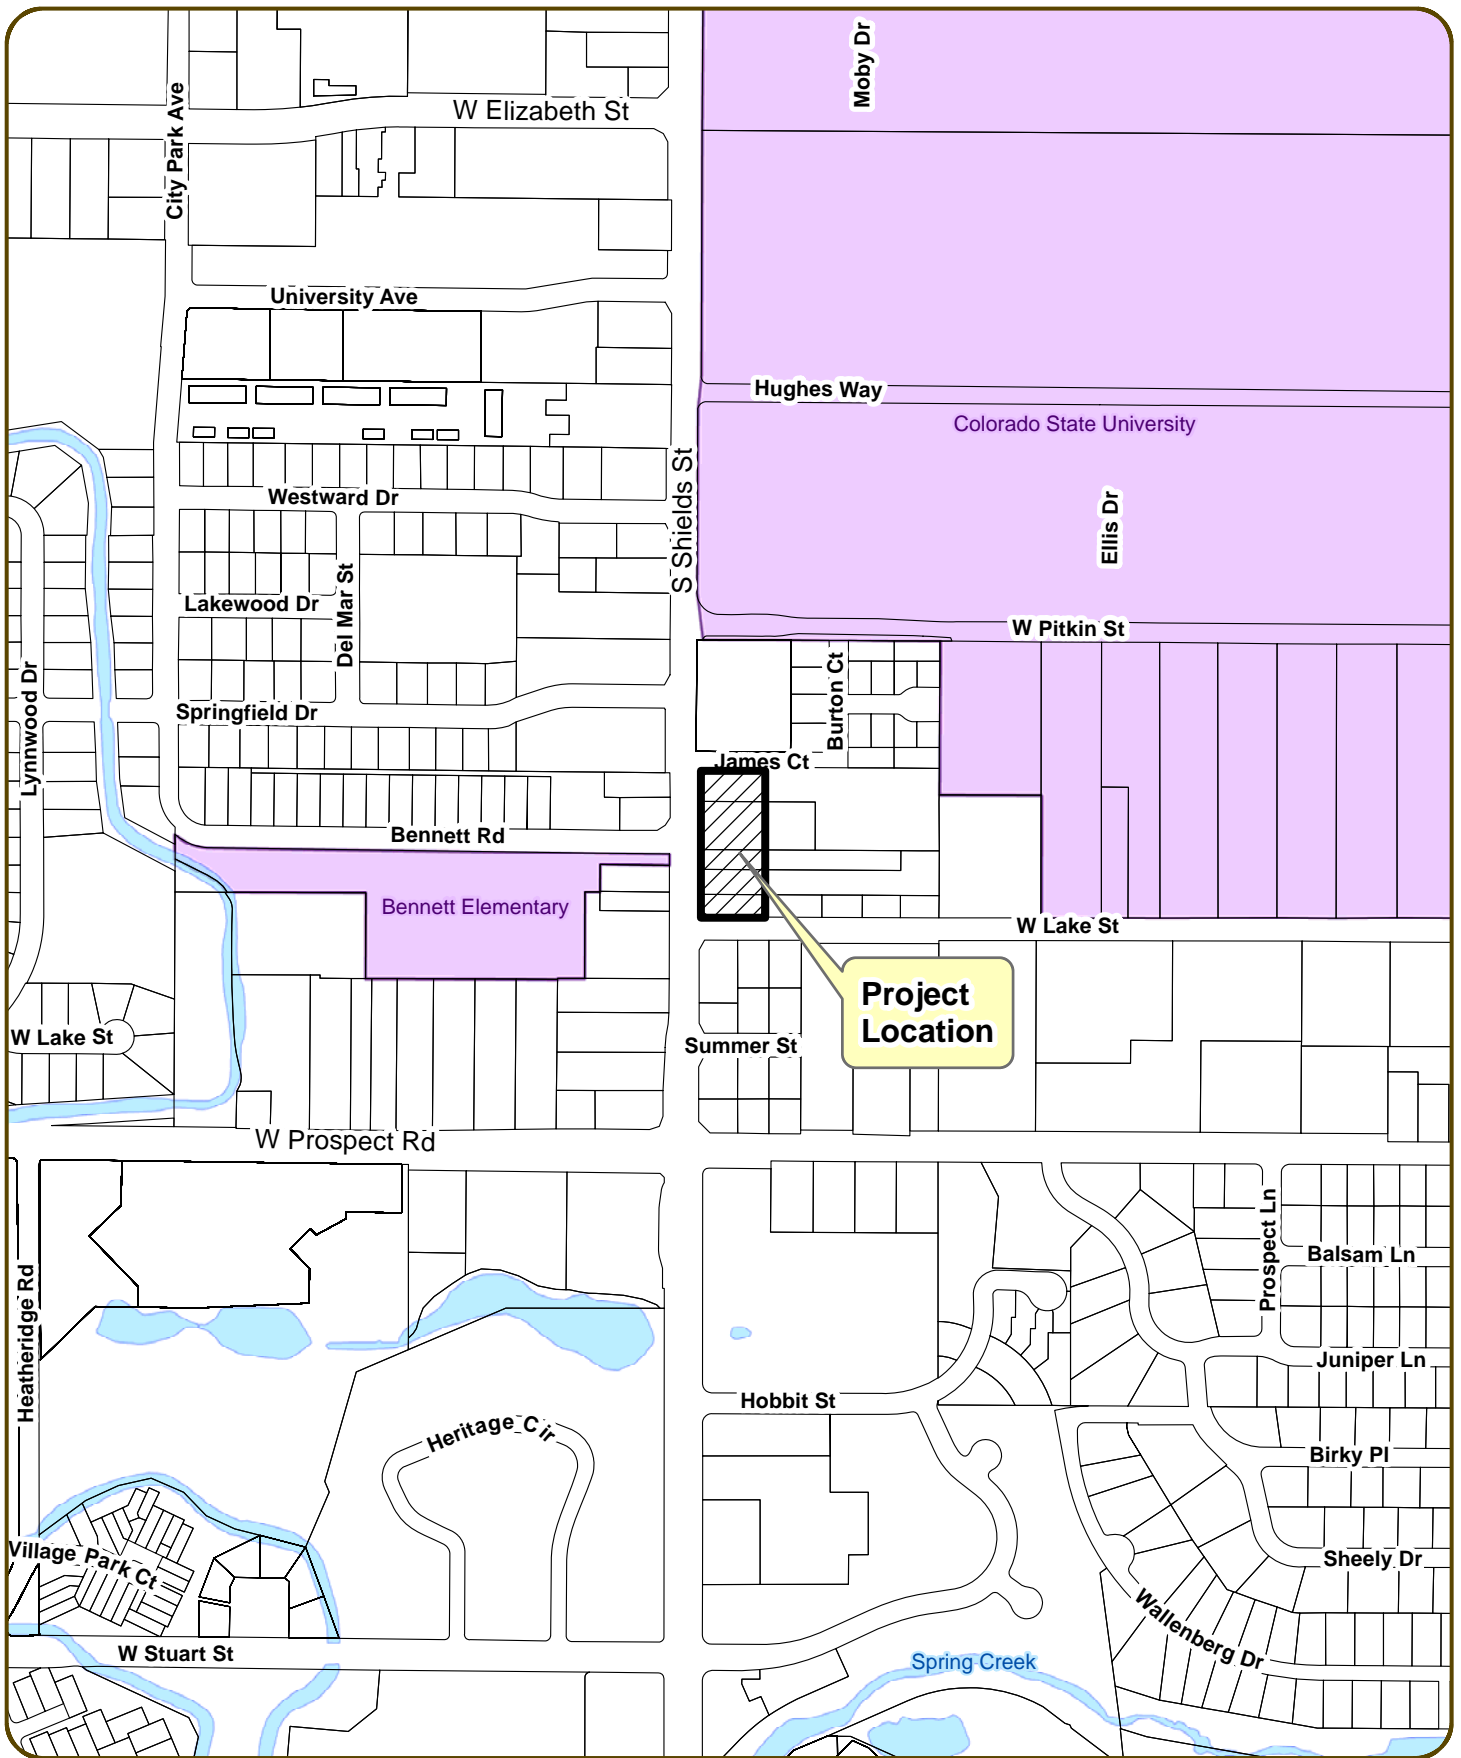 Moby Dr
City Park Ave
W Elizabeth St
University Ave
Hughes Way
Colorado State University
S Shields St
Westward Dr
Ellis Dr
Del Mar St
Lakewood Dr
W Pitkin St
Lynnwood Dr
Burton Ct
Springfield Dr
James Ct
Bennett Rd
Bennett Elementary
W Lake St
Project
Location
W Lake St
Summer St
W Prospect Rd
Prospect Ln
Balsam Ln
Heatheridge Rd
Juniper Ln
Hobbit St
Heritage Cir
Birky Pl
Village Park Ct
Sheely Dr
Wallenberg Dr
W Stuart St
Spring Creek